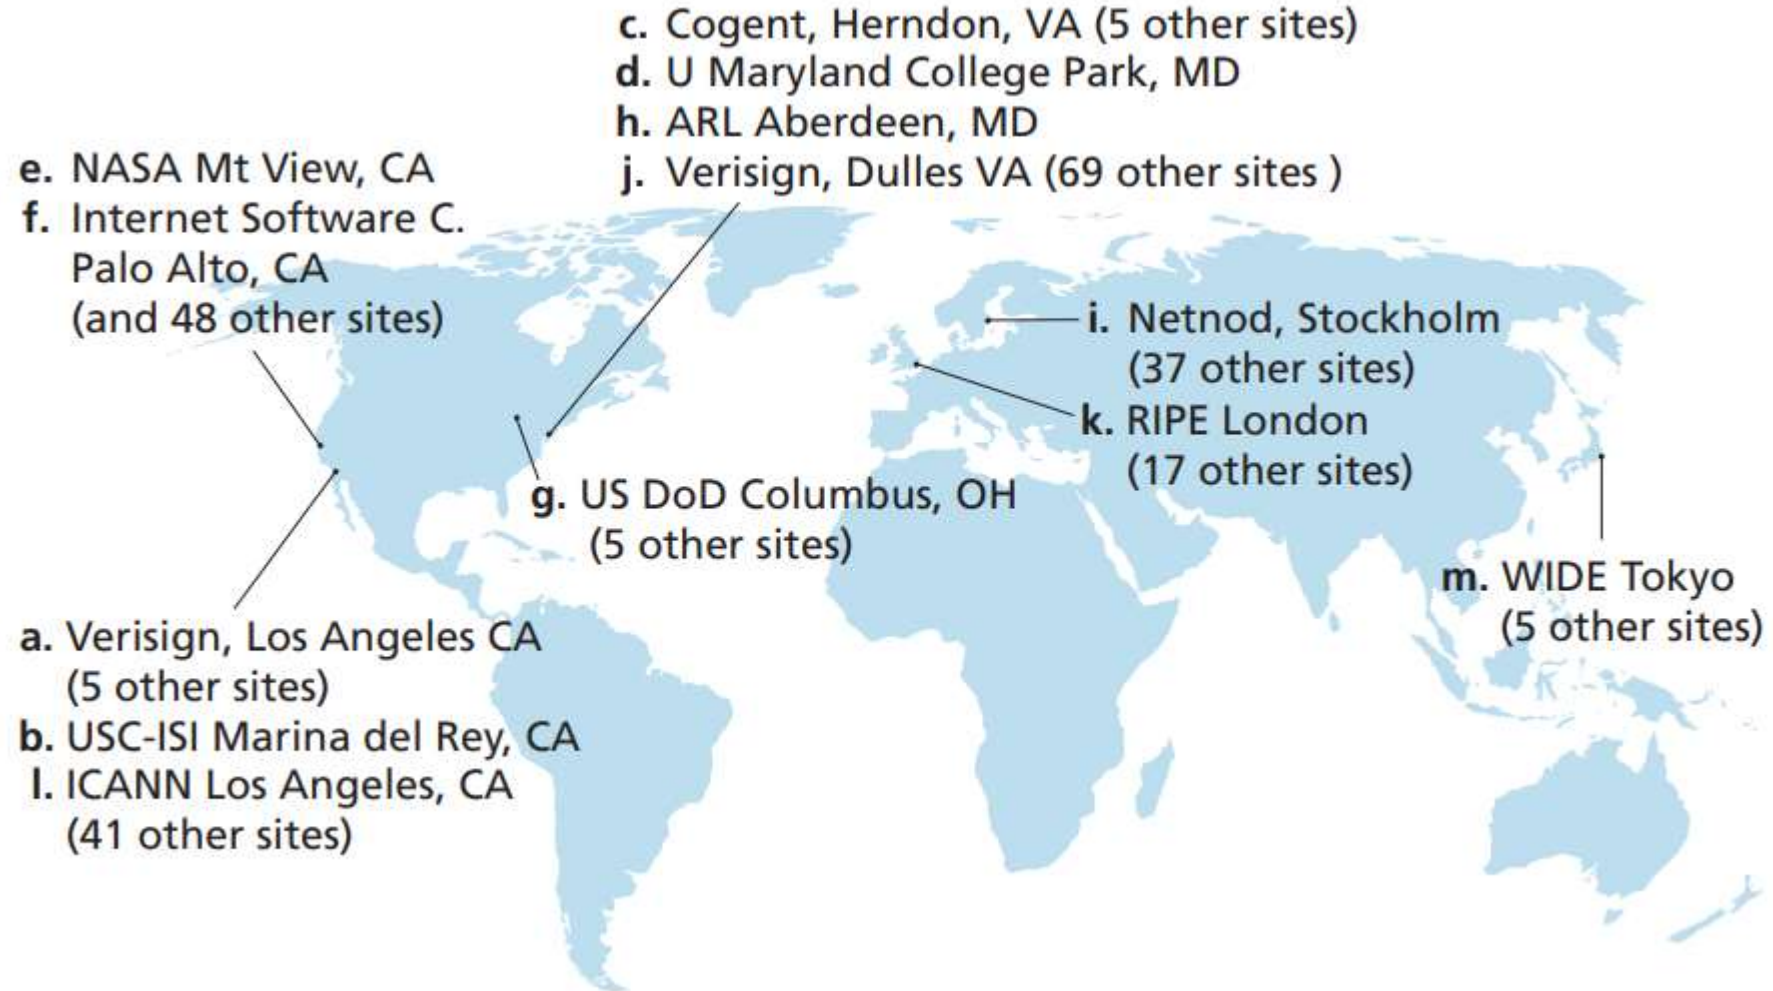 c. Cogent, Herndon, VA (5 other sites)
d. U Maryland College Park, MD
h. ARL Aberdeen, MD
j. Verisign, Dulles VA (69 other sites )
e. NASA Mt View, CA
f. Internet Software C.
Palo Alto, CA
(and 48 other sites)
i. Netnod, Stockholm
(37 other sites)
k. RIPE London
(17 other sites)
g. US DoD Columbus, OH
(5 other sites)
m. WIDE Tokyo
(5 other sites)
a. Verisign, Los Angeles CA
(5 other sites)
b. USC-ISI Marina del Rey, CA
l. ICANN Los Angeles, CA
(41 other sites)